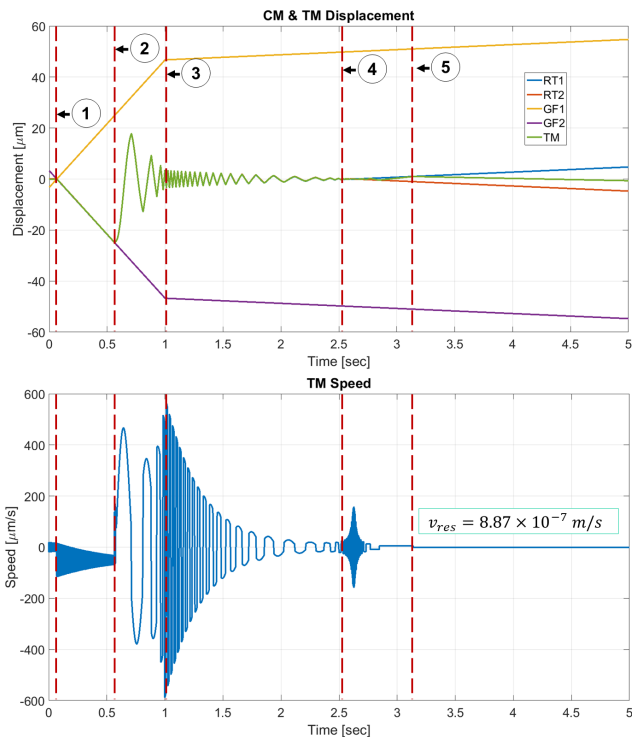 CM & TM Displacement
60
40
20
0
-20
-40
-60
Displacement [μm]
1
2
3
4
5
RT1
RT2
GF1
GF2
TM
0 0.5 1 1.5 2 2.5 3 3.5 4 4.5 5
Time [sec]
TM Speed
600
400
200
0
-200
-400
-600
Speed [μm/s]
v_res = 8.87 × 10⁻⁷ m/s
0 0.5 1 1.5 2 2.5 3 3.5 4 4.5 5
Time [sec]